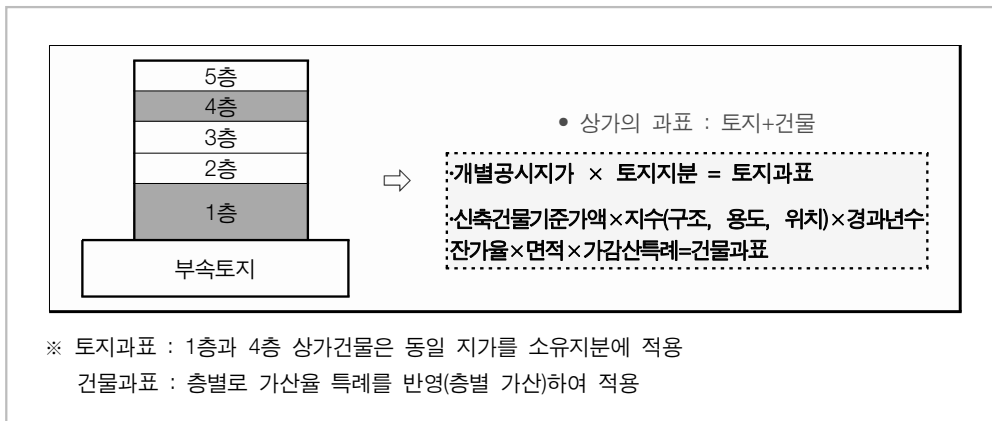 5층
4층
3층
2층
1층
부속토지
⇨
• 상가의 과표 : 토지+건물
·개별공시지가 × 토지지분 = 토지과표
·신축건물기준가액×지수(구조, 용도, 위치)×경과년수
잔가율×면적×가감산특례=건물과표
※ 토지과표 : 1층과 4층 상가건물은 동일 지가를 소유지분에 적용
건물과표 : 층별로 가산율 특례를 반영(층별 가산)하여 적용